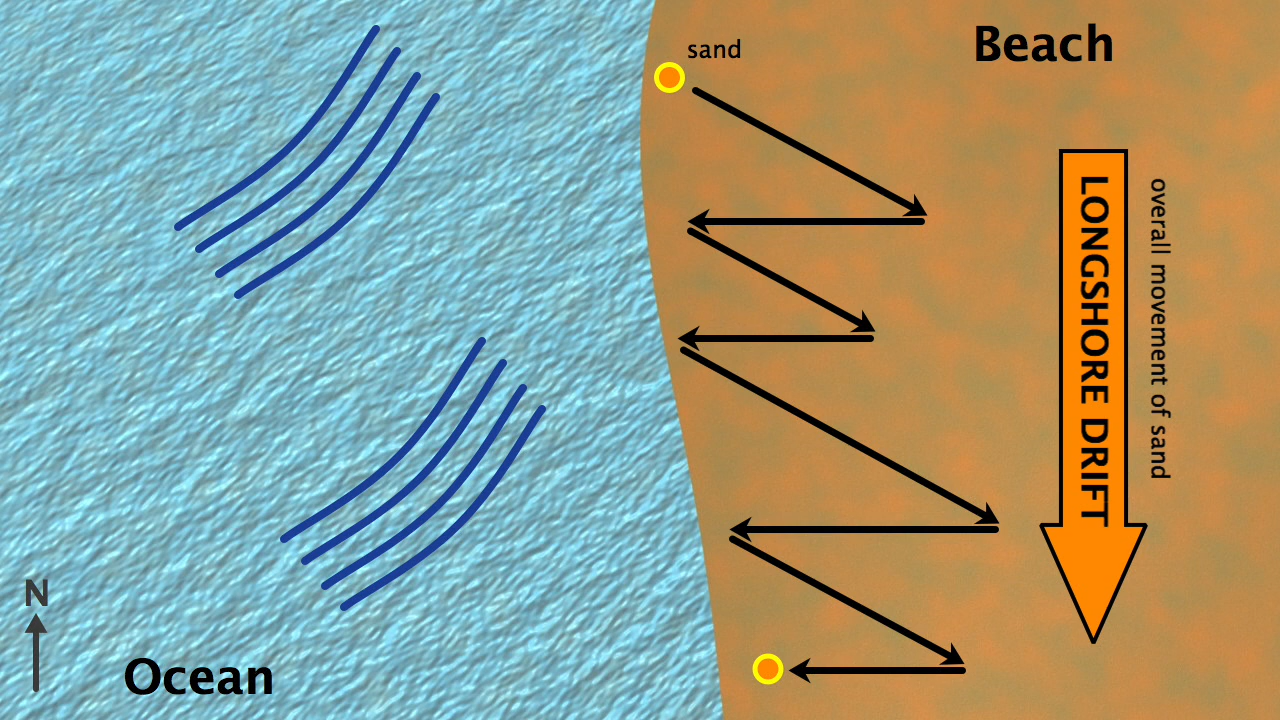 Beach
sand
LONGSHORE DRIFT
overall movement of sand
N
Ocean